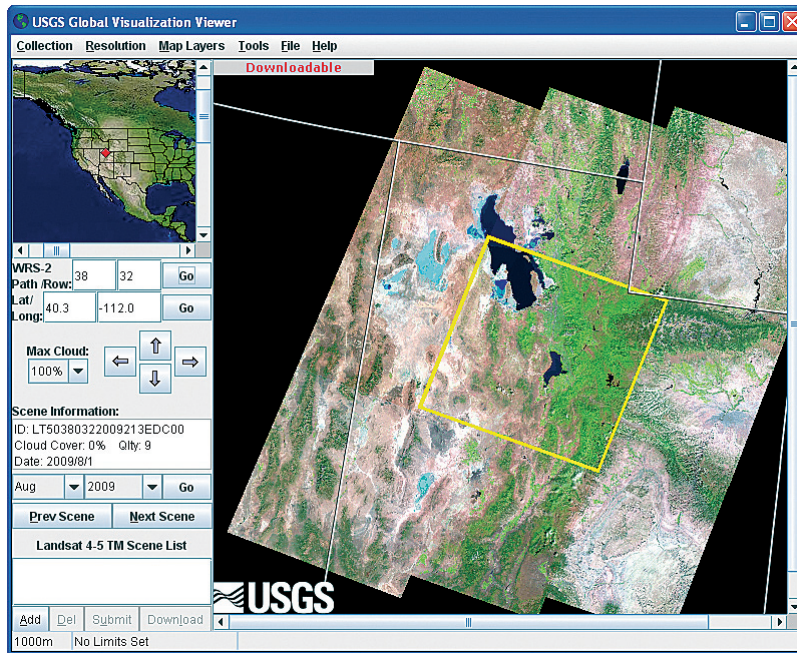 USGS Global Visualization Viewer
Collection Resolution Map Layers Tools File Help
Downloadable
WRS-2
Path /Row: 38 32 Go
Lat/
Long: 40.3 -112.0 Go
Max Cloud:
100%
Scene Information:
ID: LT50380322009213EDC00
Cloud Cover: 0% Qlty: 9
Date: 2009/8/1
Aug 2009 Go
Prev Scene Next Scene
Landsat 4-5 TM Scene List
USGS
Add Del Submit Download
1000m No Limits Set